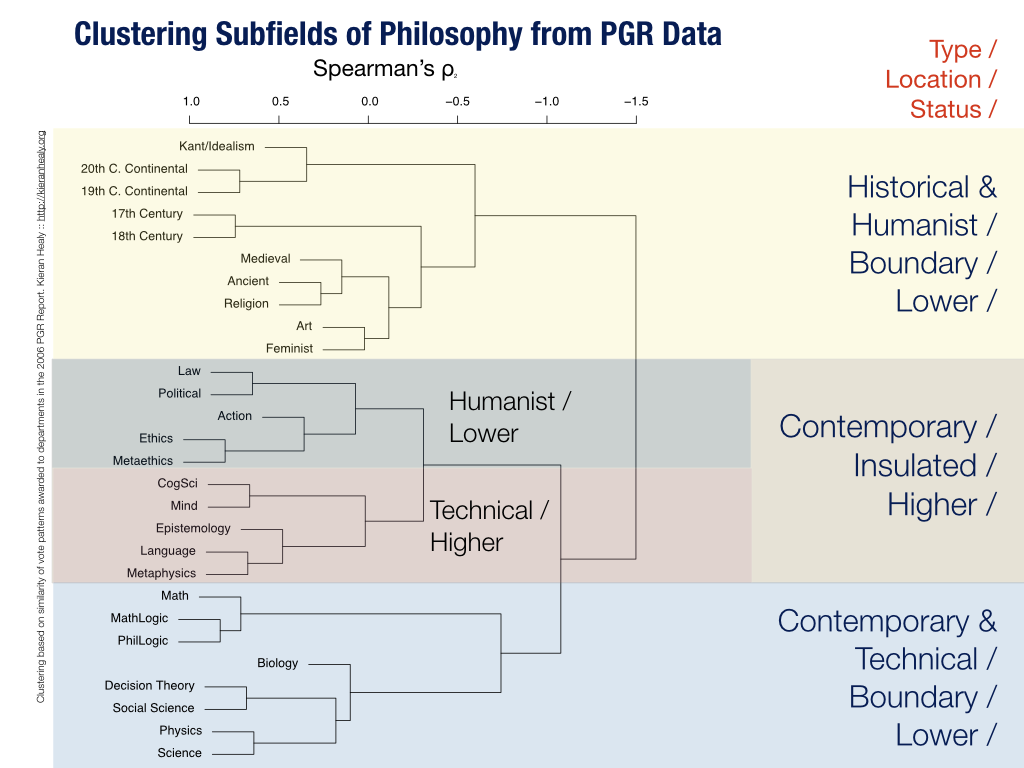 Clustering Subfields of Philosophy from PGR Data
Spearman's ρ2
1.0 0.5 0.0 −0.5 −1.0 −1.5
Type /
Location /
Status /
Clustering based on similarity of vote patterns awarded to departments in the 2006 PGR Report. Kieran Healy :: http://kieranhealy.org
Kant/Idealism
20th C. Continental
19th C. Continental
17th Century
18th Century
Medieval
Ancient
Religion
Art
Feminist
Historical &
Humanist /
Boundary /
Lower /
Law
Political
Action
Ethics
Metaethics
Humanist /
Lower
CogSci
Mind
Epistemology
Language
Metaphysics
Technical /
Higher
Contemporary /
Insulated /
Higher /
Math
MathLogic
PhilLogic
Biology
Decision Theory
Social Science
Physics
Science
Contemporary &
Technical /
Boundary /
Lower /